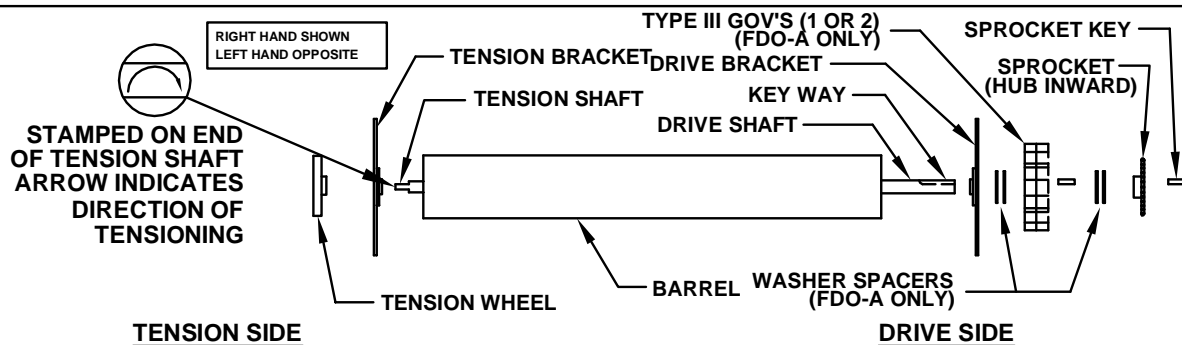 RIGHT HAND SHOWN
LEFT HAND OPPOSITE
TYPE III GOV'S (1 OR 2)
(FDO-A ONLY)
SPROCKET KEY
TENSION BRACKET
DRIVE BRACKET
SPROCKET
(HUB INWARD)
TENSION SHAFT
KEY WAY
DRIVE SHAFT
STAMPED ON END
OF TENSION SHAFT
ARROW INDICATES
DIRECTION OF
TENSIONING
TENSION WHEEL
BARREL
WASHER SPACERS
(FDO-A ONLY)
TENSION SIDE
DRIVE SIDE